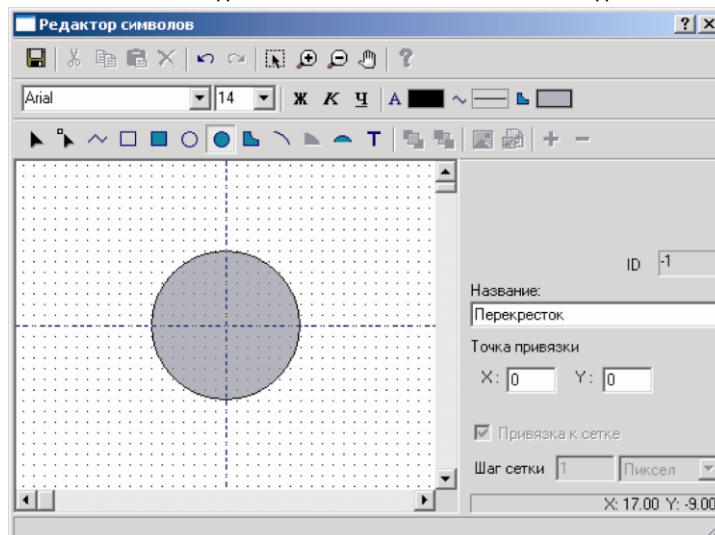 Редактор символов
Arial 14 Ж К Ч А
Т
ID -1
Название:
Перекресток
Точка привязки
X: 0 Y: 0
Привязка к сетке
Шаг сетки 1 Пиксел
X: 17.00 Y: -9.00